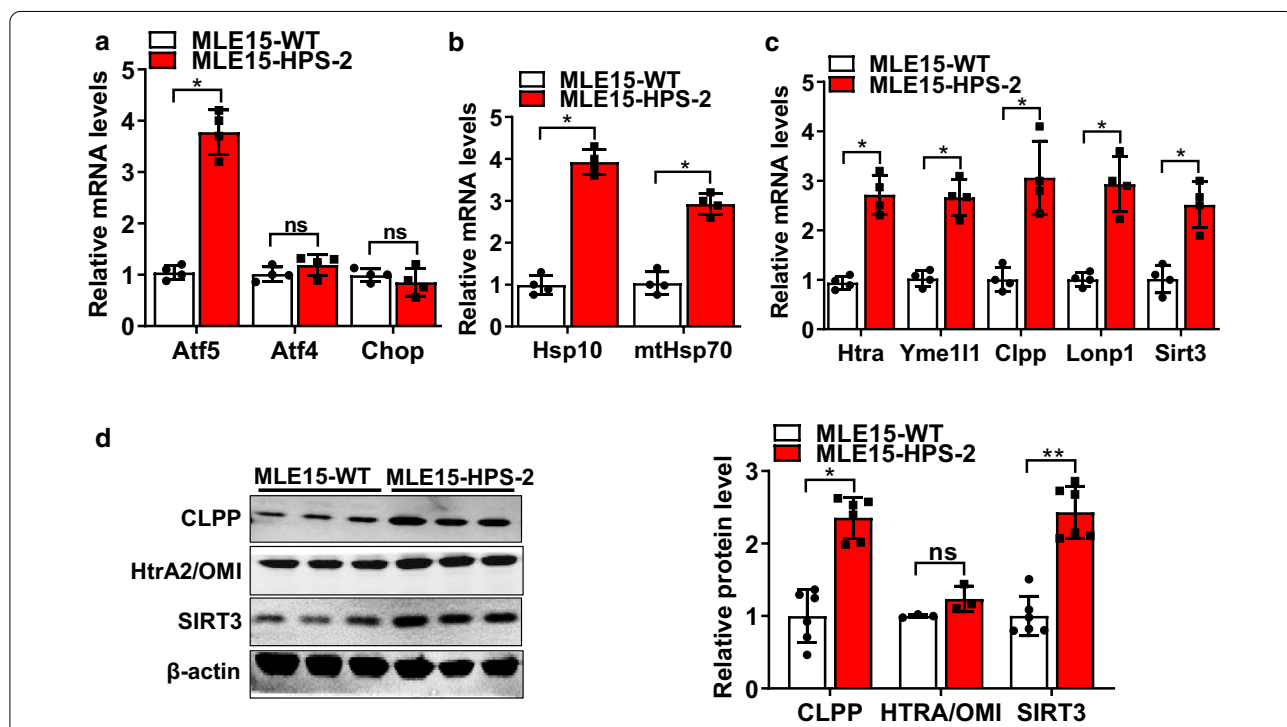 a
MLE15-WT
MLE15-HPS-2
Relative mRNA levels
5
4
3
2
1
0
*
ns
ns
Atf5 Atf4 Chop
b
MLE15-WT
MLE15-HPS-2
Relative mRNA levels
5
4
3
2
1
0
*
*
Hsp10 mtHsp70
c
MLE15-WT
MLE15-HPS-2
Relative mRNA levels
5
4
3
2
1
0
*
*
*
*
*
Htra Yme1l1 Clpp Lonp1 Sirt3
d
MLE15-WT MLE15-HPS-2
CLPP
HtrA2/OMI
SIRT3
β-actin
MLE15-WT
MLE15-HPS-2
Relative protein level
3
2
1
0
*
ns
**
CLPP HTRA/OMI SIRT3